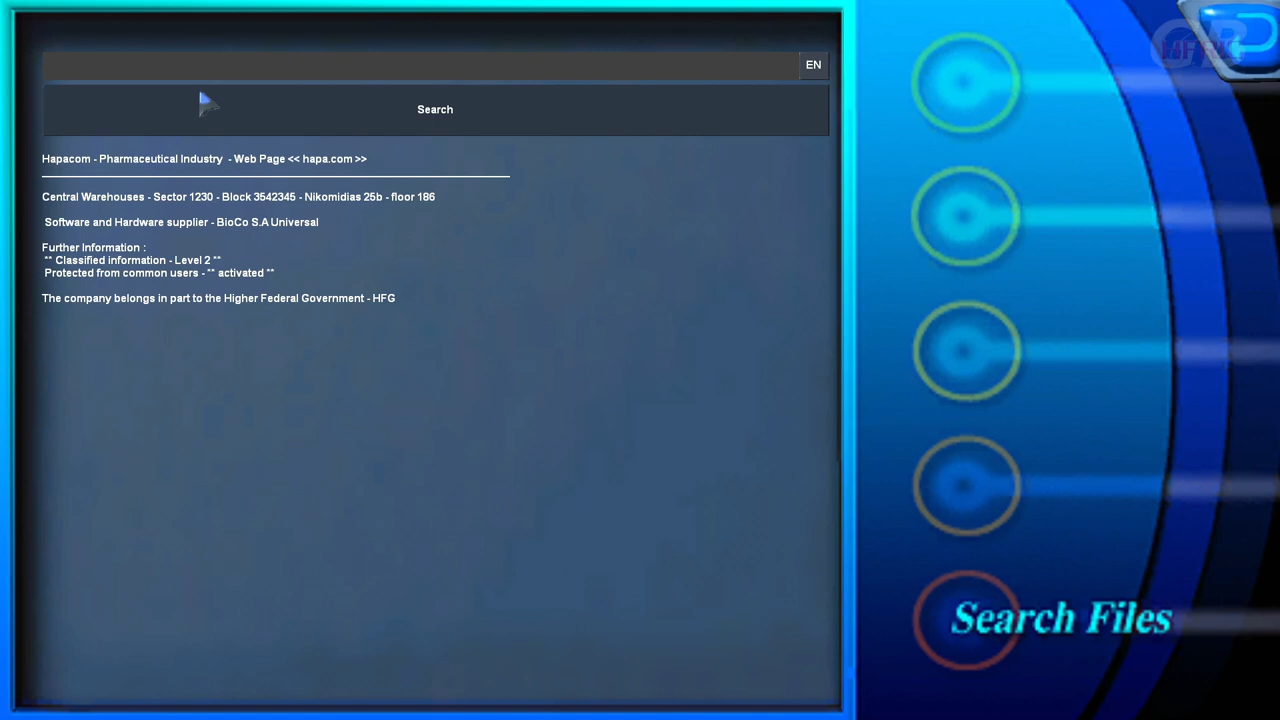 EN
Search
Hapacom - Pharmaceutical Industry - Web Page << hapa.com >>
Central Warehouses - Sector 1230 - Block 3542345 - Nikomidias 25b - floor 186
Software and Hardware supplier - BioCo S.A Universal
Further Information :
** Classified information - Level 2 **
Protected from common users - ** activated **
The company belongs in part to the Higher Federal Government - HFG
Search Files